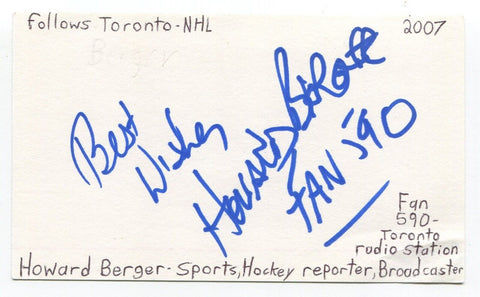 Follows Toronto-NHL 2007
Berger
Best
Wishes
Howard Berger
FAN 590
Fan
590-
Toronto
radio station
Howard Berger- Sports, Hockey reporter, Broadcaster